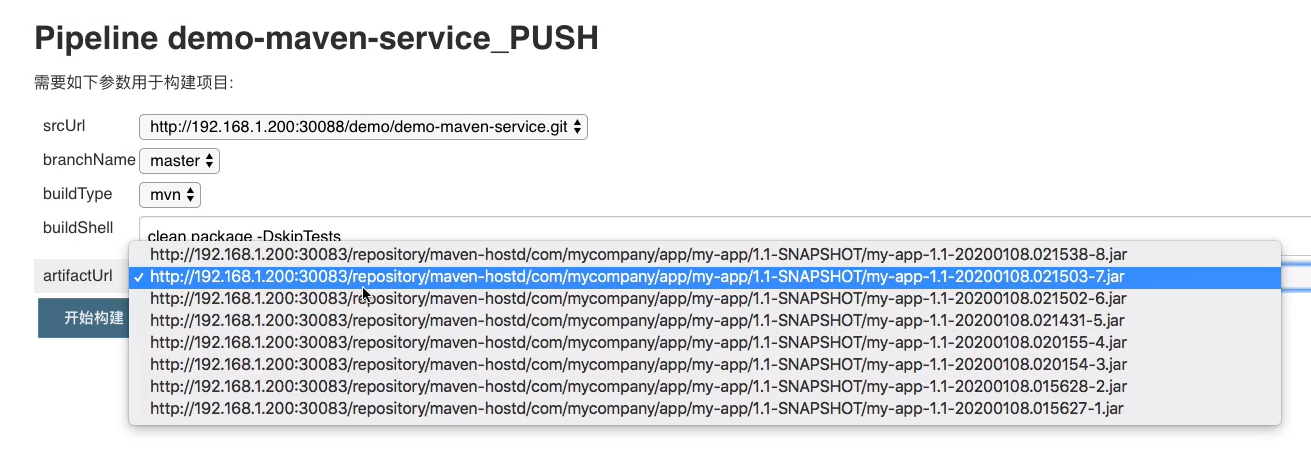 Pipeline demo-maven-service_PUSH
需要如下参数用于构建项目:
srcUrl http://192.168.1.200:30088/demo/demo-maven-service.git
branchName master
buildType mvn
buildShell clean package -DskipTests
http://192.168.1.200:30083/repository/maven-hostd/com/mycompany/app/my-app/1.1-SNAPSHOT/my-app-1.1-20200108.021538-8.jar
artifactUrl ✓ http://192.168.1.200:30083/repository/maven-hostd/com/mycompany/app/my-app/1.1-SNAPSHOT/my-app-1.1-20200108.021503-7.jar
http://192.168.1.200:30083/repository/maven-hostd/com/mycompany/app/my-app/1.1-SNAPSHOT/my-app-1.1-20200108.021502-6.jar
开始构建 http://192.168.1.200:30083/repository/maven-hostd/com/mycompany/app/my-app/1.1-SNAPSHOT/my-app-1.1-20200108.021431-5.jar
http://192.168.1.200:30083/repository/maven-hostd/com/mycompany/app/my-app/1.1-SNAPSHOT/my-app-1.1-20200108.020155-4.jar
http://192.168.1.200:30083/repository/maven-hostd/com/mycompany/app/my-app/1.1-SNAPSHOT/my-app-1.1-20200108.020154-3.jar
http://192.168.1.200:30083/repository/maven-hostd/com/mycompany/app/my-app/1.1-SNAPSHOT/my-app-1.1-20200108.015628-2.jar
http://192.168.1.200:30083/repository/maven-hostd/com/mycompany/app/my-app/1.1-SNAPSHOT/my-app-1.1-20200108.015627-1.jar